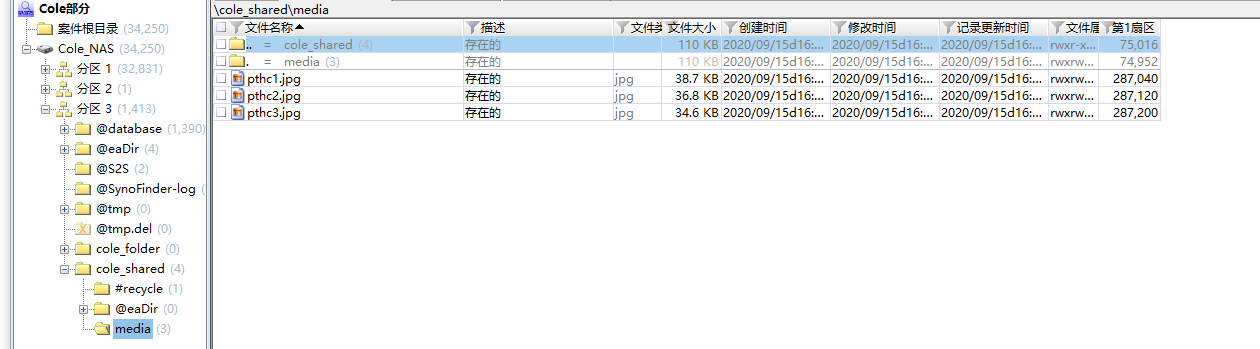 Cole部分
案件根目录 (34,250)
Cole_NAS (34,250)
分区 1 (32,831)
分区 2 (1)
分区 3 (1,413)
@database (1,390)
@eaDir (4)
@S2S (2)
@SynoFinder-log (
@tmp (0)
@tmp.del (0)
cole_folder (0)
cole_shared (4)
#recycle (1)
@eaDir (0)
media (3)
\cole_shared\media
文件名称 描述 文件类 文件大小 创建时间 修改时间 记录更新时间 文件属 第1扇区
.. = cole_shared (4) 存在的 110 KB 2020/09/15d16:... 2020/09/15d16:... 2020/09/15d16:... rwxr-x... 75,016
. = media (3) 存在的 110 KB 2020/09/15d16:... 2020/09/15d16:... 2020/09/15d16:... rwxrw... 74,952
pthc1.jpg 存在的 jpg 38.7 KB 2020/09/15d16:... 2020/09/15d16:... 2020/09/15d16:... rwxrw... 287,040
pthc2.jpg 存在的 jpg 36.8 KB 2020/09/15d16:... 2020/09/15d16:... 2020/09/15d16:... rwxrw... 287,120
pthc3.jpg 存在的 jpg 34.6 KB 2020/09/15d16:... 2020/09/15d16:... 2020/09/15d16:... rwxrw... 287,200